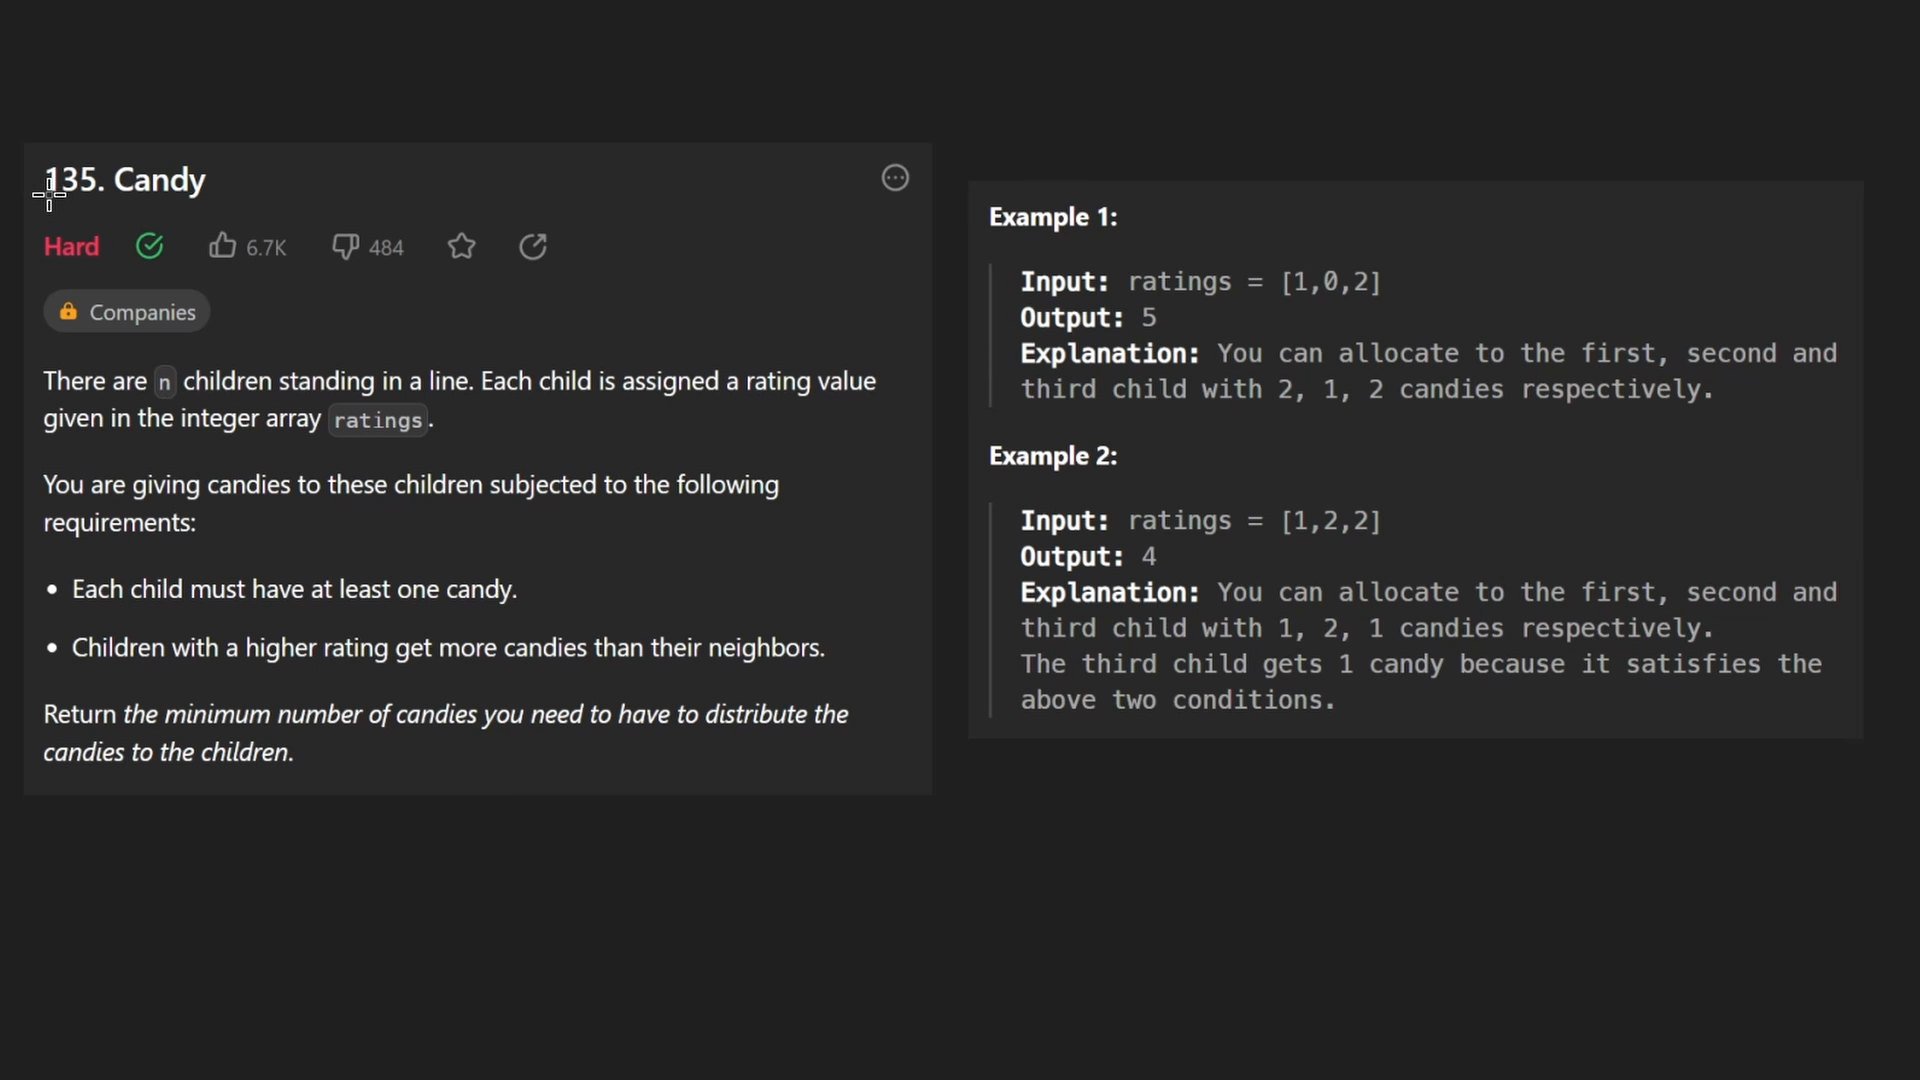 135. Candy
Hard 6.7K 484
Companies
There are n children standing in a line. Each child is assigned a rating value
given in the integer array ratings.
You are giving candies to these children subjected to the following
requirements:
• Each child must have at least one candy.
• Children with a higher rating get more candies than their neighbors.
Return the minimum number of candies you need to have to distribute the
candies to the children.
Example 1:
Input: ratings = [1,0,2]
Output: 5
Explanation: You can allocate to the first, second and
third child with 2, 1, 2 candies respectively.
Example 2:
Input: ratings = [1,2,2]
Output: 4
Explanation: You can allocate to the first, second and
third child with 1, 2, 1 candies respectively.
The third child gets 1 candy because it satisfies the
above two conditions.